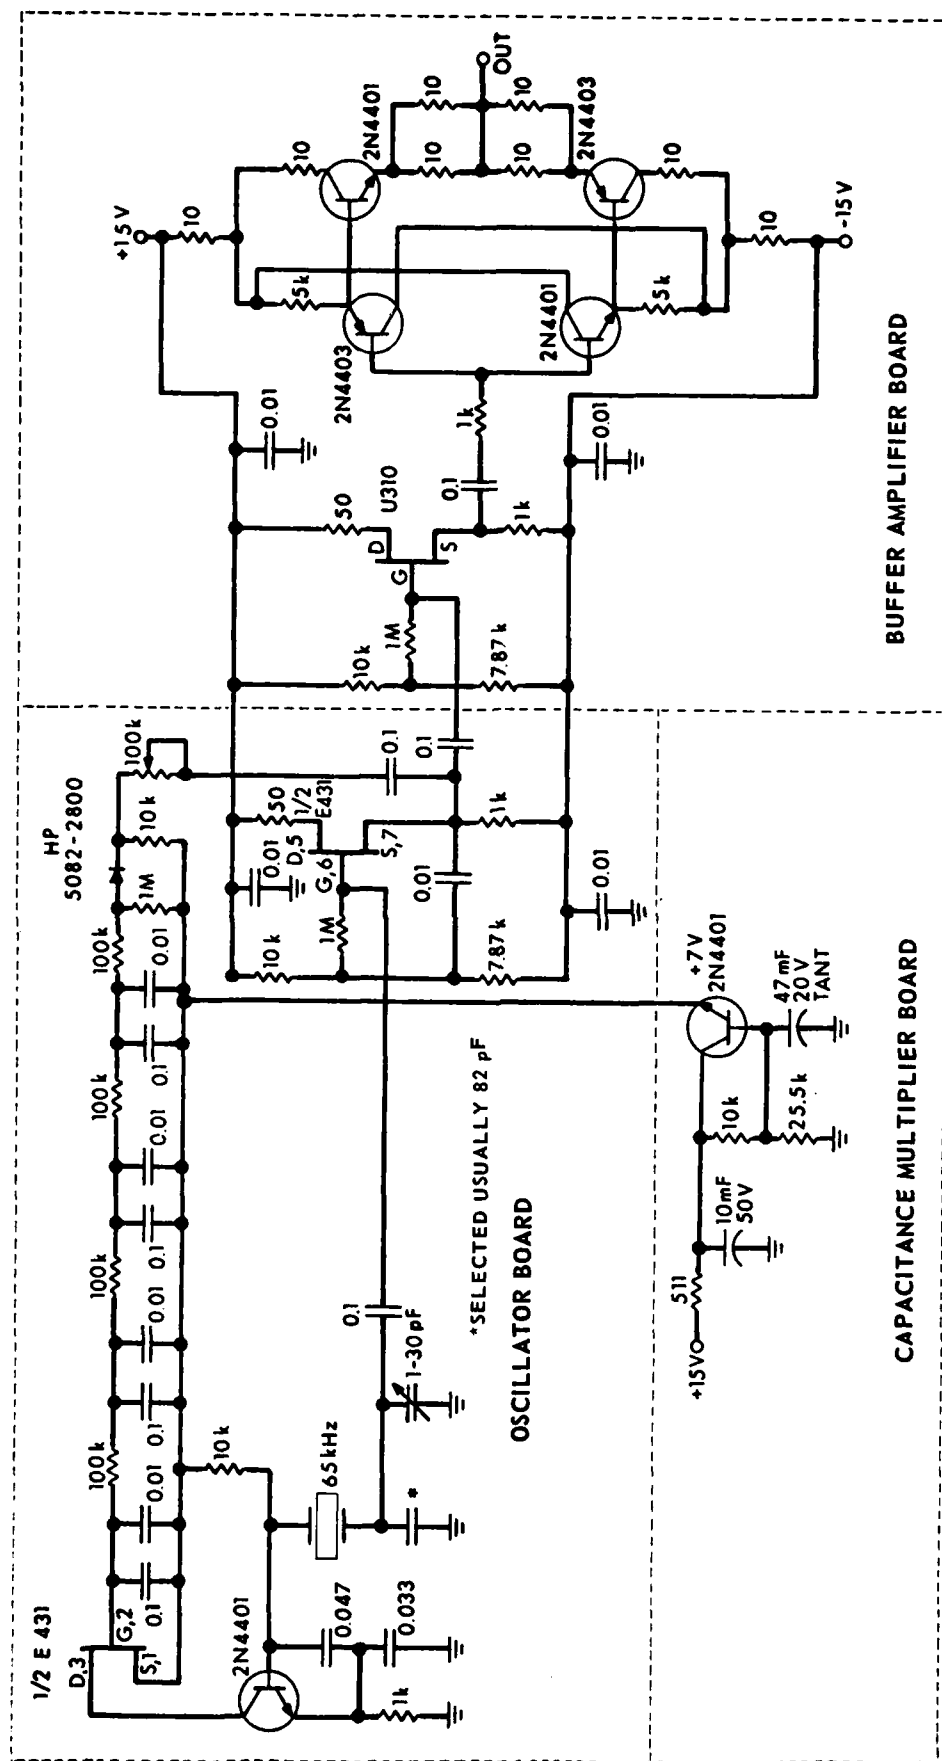 1/2 E 431
D,3
G,2
S,1
0.1
0.01
100k
0.1
0.01
100k
0.1
0.01
100k
0.1
0.01
100k
1M
10k
HP
5082-2800
100k
2N4401
10k
0.047
0.033
1k
65kHz
*
1-30pF
0.1
*SELECTED USUALLY 82 pF
OSCILLATOR BOARD
10k
1M
0.01
50
1/2
E431
D,5
G,6
S,7
0.01
7.87k
1k
0.01
0.1
0.1
+15V
511
10mF
50V
10k
25.5k
47mF
20V
TANT
+7V
2N4401
CAPACITANCE MULTIPLIER BOARD
10k
1M
7.87k
50
U310
D
G
S
1k
0.1
1k
0.01
0.01
+15V
10
5k
10
2N4403
2N4401
2N4401
2N4403
10
10
10
10
OUT
5k
10
10
-15V
BUFFER AMPLIFIER BOARD